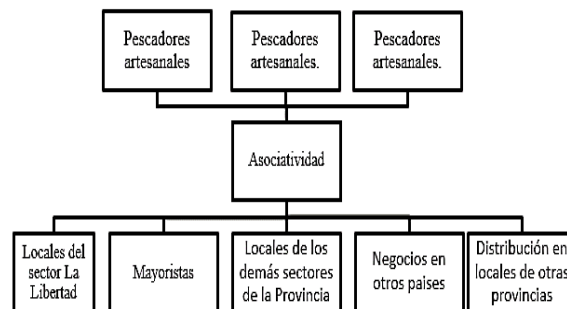 Pescadores
artesanales
Pescadores
artesanales.
Pescadores
artesanales.
Asociatividad
Locales del
sector La
Libertad
Mayoristas
Locales de los
demás sectores
de la Provincia
Negocios en
otros paises
Distribución en
locales de otras
provincias